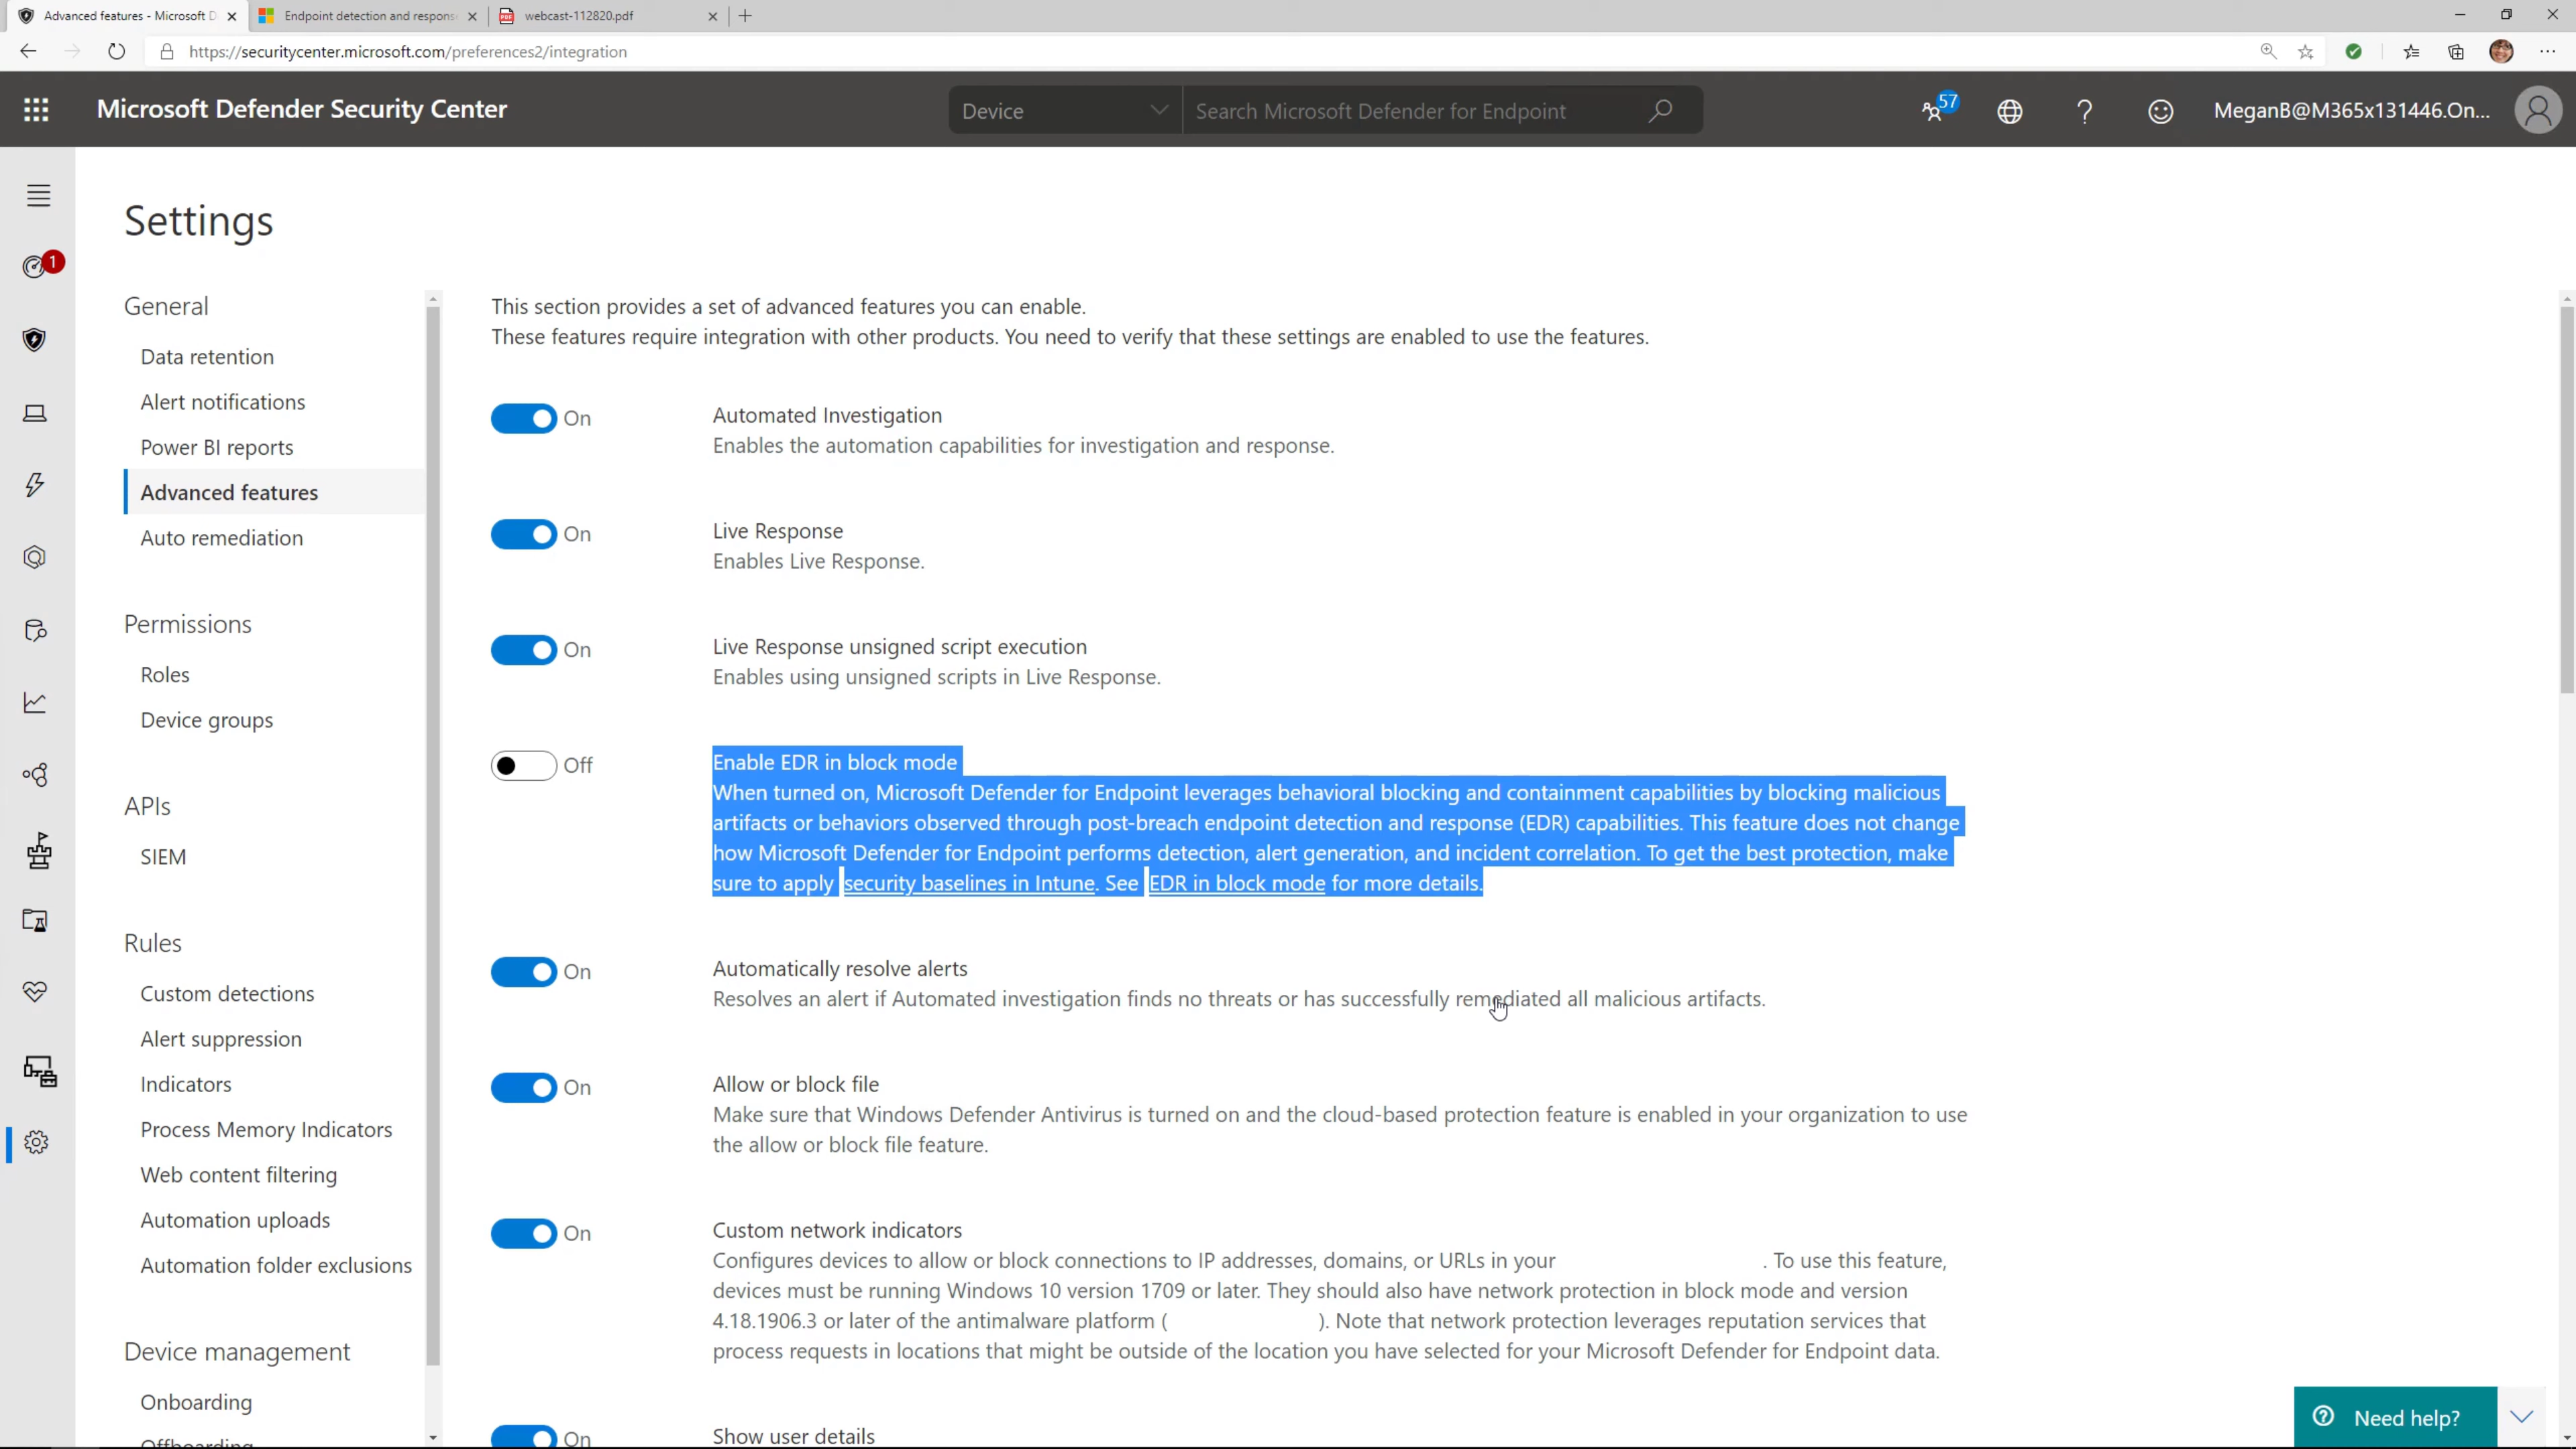 Advanced features - Microsoft D
Endpoint detection and respons
webcast-112820.pdf
https://securitycenter.microsoft.com/preferences2/integration
Microsoft Defender Security Center
Device
Search Microsoft Defender for Endpoint
57
MeganB@M365x131446.On...
1
Settings
General
Data retention
Alert notifications
Power BI reports
Advanced features
Auto remediation
Permissions
Roles
Device groups
APIs
SIEM
Rules
Custom detections
Alert suppression
Indicators
Process Memory Indicators
Web content filtering
Automation uploads
Automation folder exclusions
Device management
Onboarding
Offboarding
This section provides a set of advanced features you can enable.
These features require integration with other products. You need to verify that these settings are enabled to use the features.
On
Automated Investigation
Enables the automation capabilities for investigation and response.
On
Live Response
Enables Live Response.
On
Live Response unsigned script execution
Enables using unsigned scripts in Live Response.
Off
Enable EDR in block mode
When turned on, Microsoft Defender for Endpoint leverages behavioral blocking and containment capabilities by blocking malicious
artifacts or behaviors observed through post-breach endpoint detection and response (EDR) capabilities. This feature does not change
how Microsoft Defender for Endpoint performs detection, alert generation, and incident correlation. To get the best protection, make
sure to apply security baselines in Intune. See EDR in block mode for more details.
On
Automatically resolve alerts
Resolves an alert if Automated investigation finds no threats or has successfully remediated all malicious artifacts.
On
Allow or block file
Make sure that Windows Defender Antivirus is turned on and the cloud-based protection feature is enabled in your organization to use
the allow or block file feature.
On
Custom network indicators
Configures devices to allow or block connections to IP addresses, domains, or URLs in your . To use this feature,
devices must be running Windows 10 version 1709 or later. They should also have network protection in block mode and version
4.18.1906.3 or later of the antimalware platform ( ). Note that network protection leverages reputation services that
process requests in locations that might be outside of the location you have selected for your Microsoft Defender for Endpoint data.
On
Show user details
Need help?